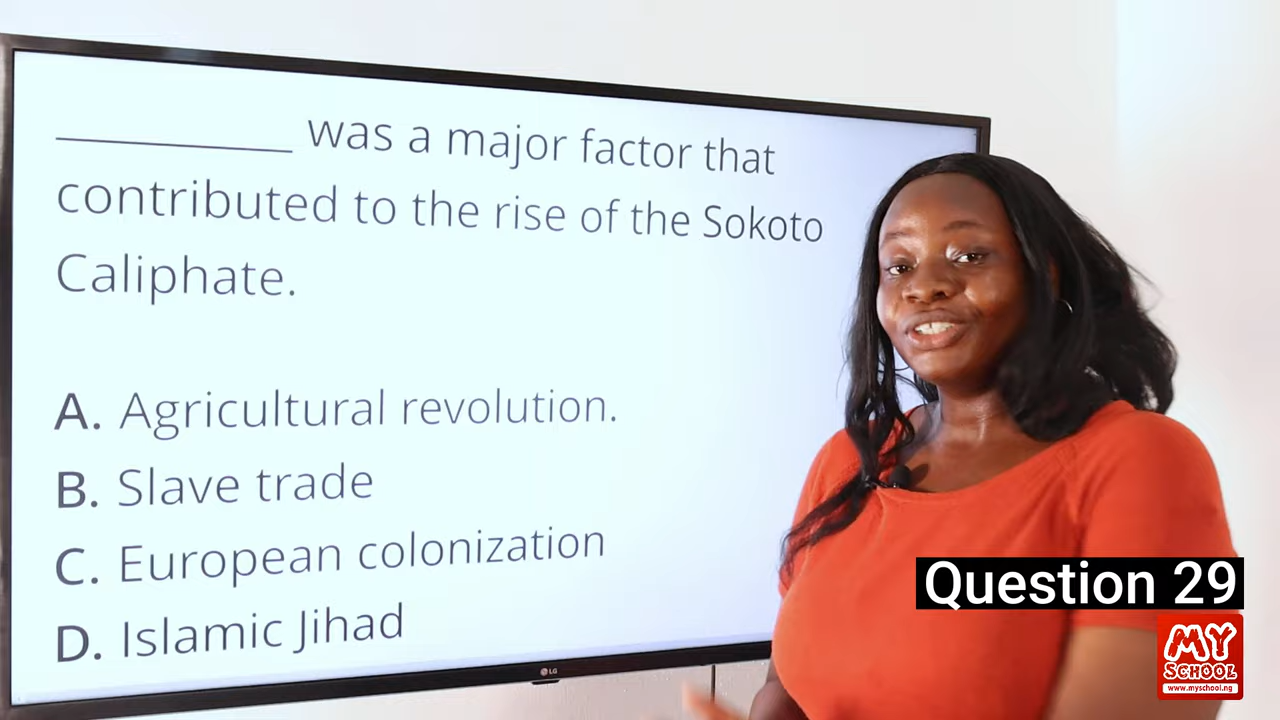 __________ was a major factor that
contributed to the rise of the Sokoto
Caliphate.
A. Agricultural revolution.
B. Slave trade
C. European colonization
D. Islamic Jihad
LG
Question 29
MY
SCHOOL
www.myschool.ng